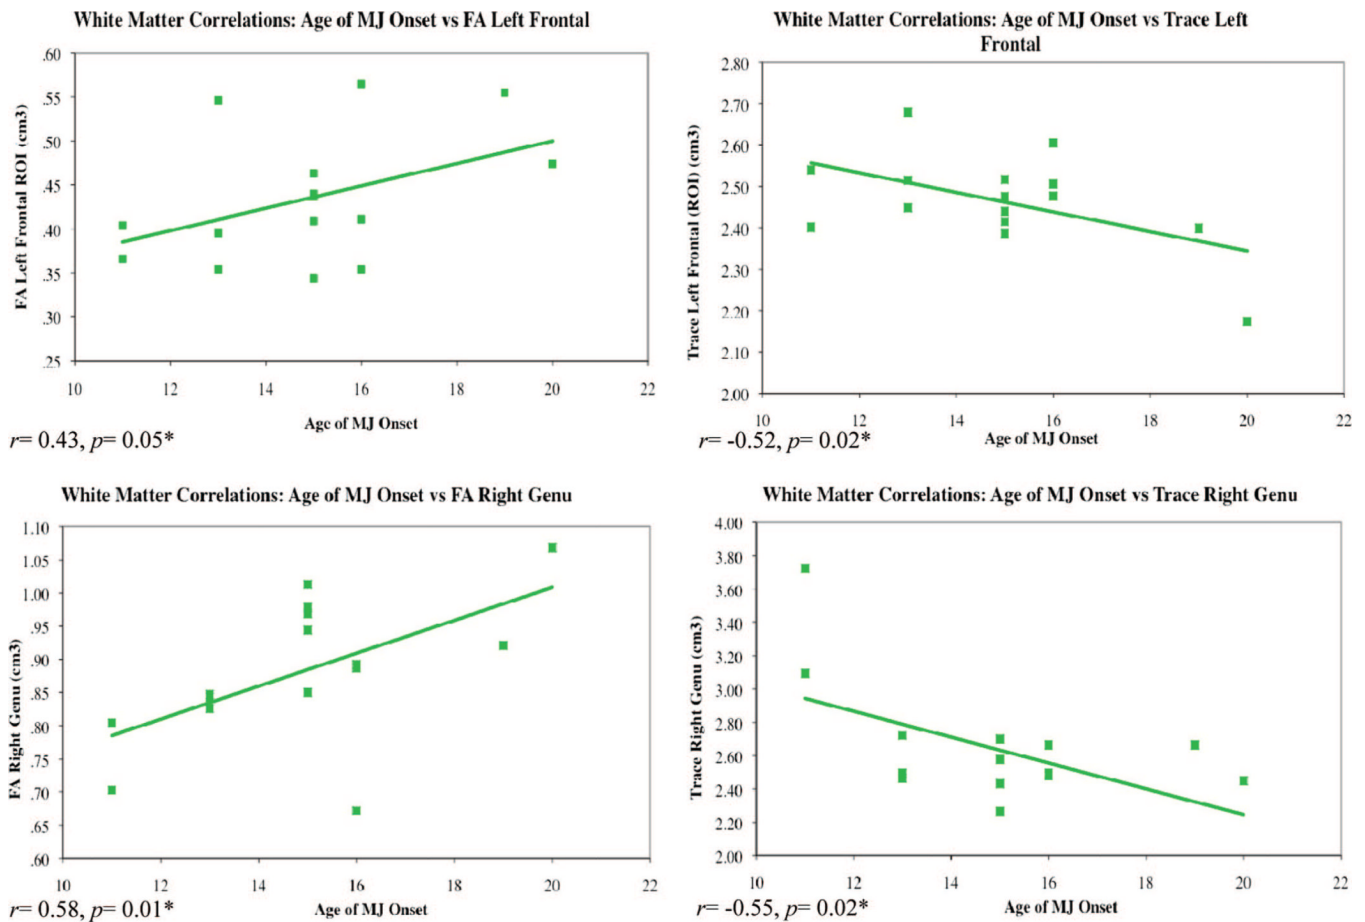 White Matter Correlations: Age of MJ Onset vs FA Left Frontal
.60
.55
.50
.45
.40
.35
.30
.25
FA Left Frontal ROI (cm3)
10 12 14 16 18 20 22
Age of MJ Onset
r= 0.43, p= 0.05*
White Matter Correlations: Age of MJ Onset vs Trace Left
Frontal
2.80
2.70
2.60
2.50
2.40
2.30
2.20
2.10
2.00
Trace Left Frontal (ROI) (cm3)
10 12 14 16 18 20 22
Age of MJ Onset
r= -0.52, p= 0.02*
White Matter Correlations: Age of MJ Onset vs FA Right Genu
1.10
1.05
1.00
.95
.90
.85
.80
.75
.70
.65
.60
FA Right Genu (cm3)
10 12 14 16 18 20 22
Age of MJ Onset
r= 0.58, p= 0.01*
White Matter Correlations: Age of MJ Onset vs Trace Right Genu
4.00
3.80
3.60
3.40
3.20
3.00
2.80
2.60
2.40
2.20
2.00
Trace Right Genu (cm3)
10 12 14 16 18 20 22
Age of MJ Onset
r= -0.55, p= 0.02*